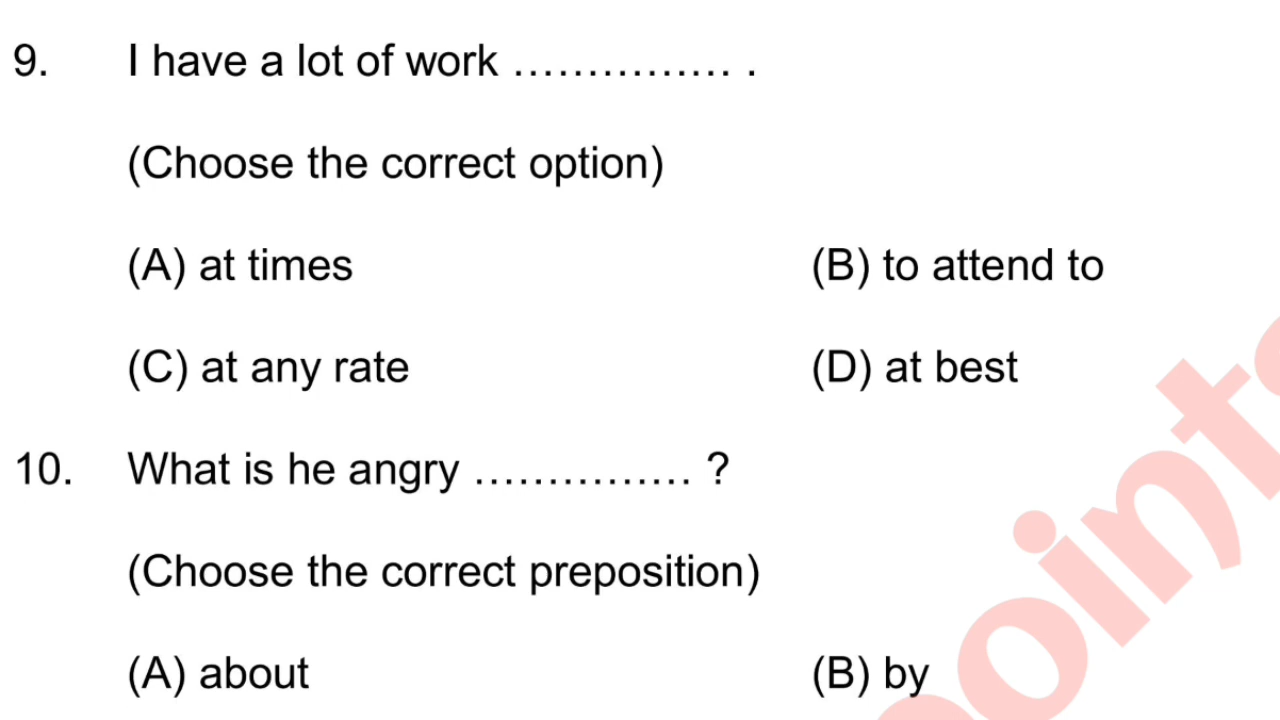 9. I have a lot of work ............... .
(Choose the correct option)
(A) at times (B) to attend to
(C) at any rate (D) at best
10. What is he angry ............... ?
(Choose the correct preposition)
(A) about (B) by